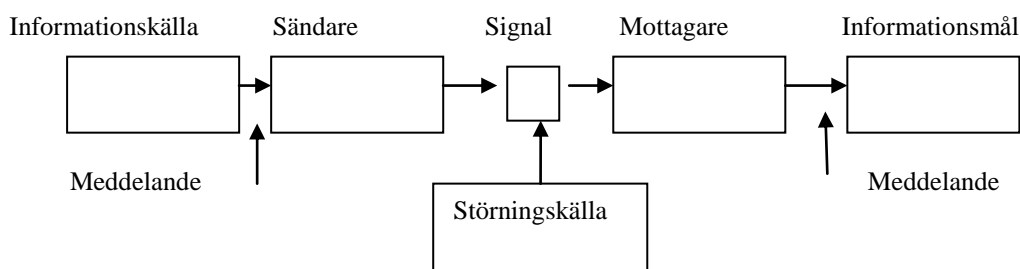 Informationskälla Sändare Signal Mottagare Informationsmål
Meddelande Meddelande
Störningskälla